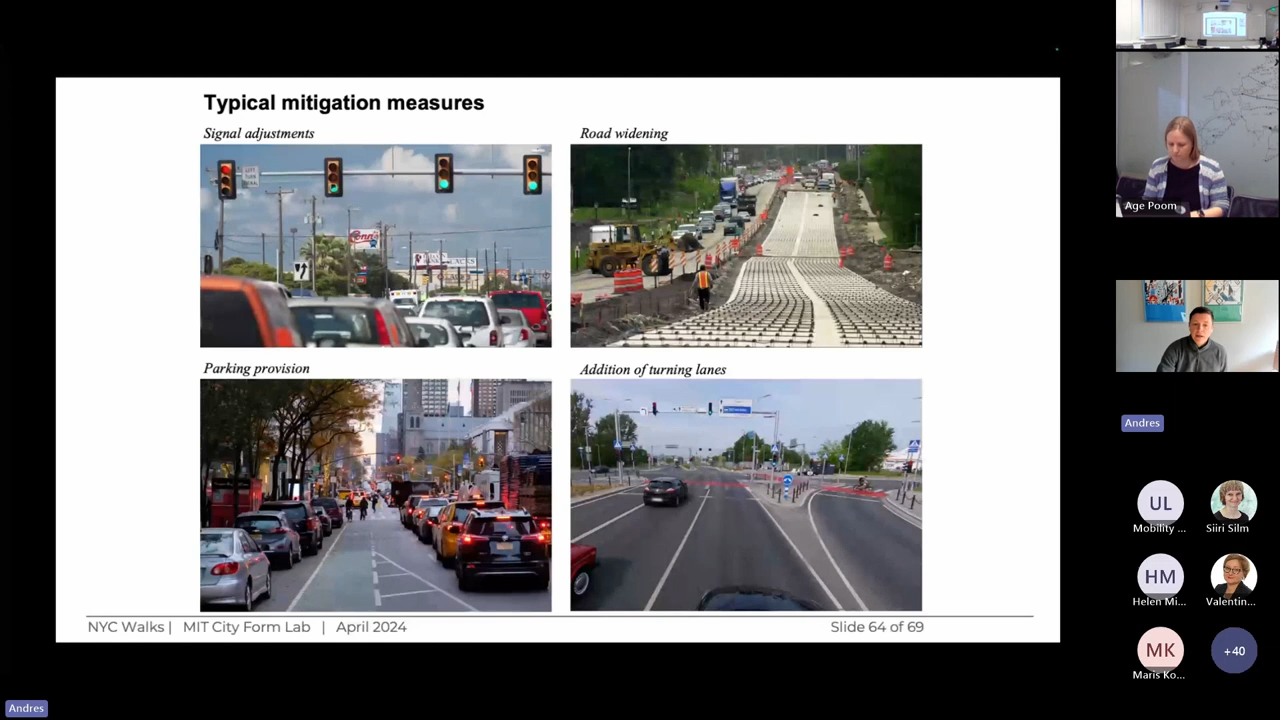 Typical mitigation measures
Signal adjustments
Road widening
Parking provision
Addition of turning lanes
NYC Walks | MIT City Form Lab | April 2024
Slide 64 of 69
Age Poom
Andres
UL
Mobility ...
Siiri Silm
HM
Helen Mi...
Valentin...
MK
Maris Ko...
+40
Andres